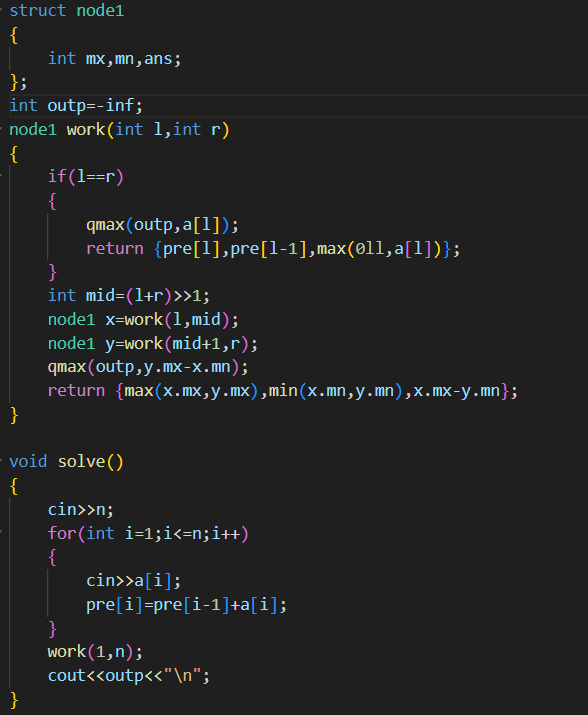 struct node1
{
    int mx,mn,ans;
};
int outp=-inf;
node1 work(int l,int r)
{
    if(l==r)
    {
        qmax(outp,a[l]);
        return {pre[l],pre[l-1],max(0ll,a[l])};
    }
    int mid=(l+r)>>1;
    node1 x=work(l,mid);
    node1 y=work(mid+1,r);
    qmax(outp,y.mx-x.mn);
    return {max(x.mx,y.mx),min(x.mn,y.mn),x.mx-y.mn};
}

void solve()
{
    cin>>n;
    for(int i=1;i<=n;i++)
    {
        cin>>a[i];
        pre[i]=pre[i-1]+a[i];
    }
    work(1,n);
    cout<<outp<<"\n";
}